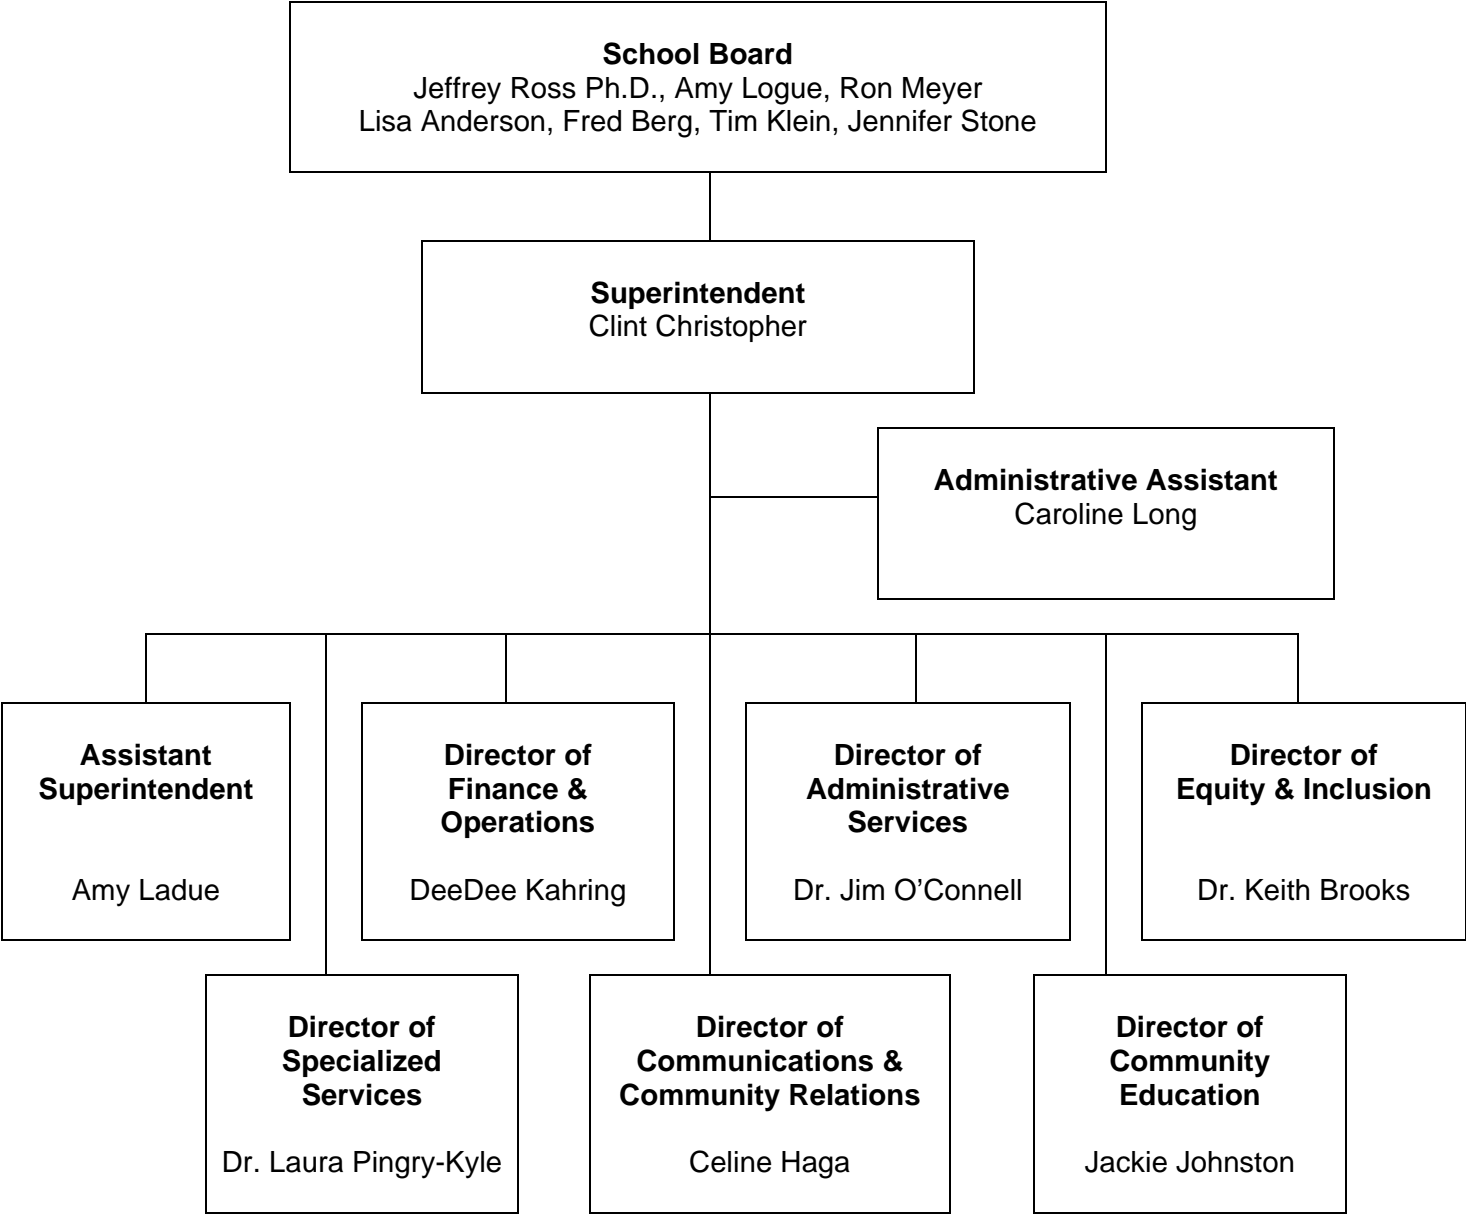 School Board
Jeffrey Ross Ph.D., Amy Logue, Ron Meyer
Lisa Anderson, Fred Berg, Tim Klein, Jennifer Stone
Superintendent
Clint Christopher
Administrative Assistant
Caroline Long
Assistant
Superintendent
Amy Ladue
Director of
Finance &
Operations
DeeDee Kahring
Director of
Administrative
Services
Dr. Jim O’Connell
Director of
Equity & Inclusion
Dr. Keith Brooks
Director of
Specialized
Services
Dr. Laura Pingry-Kyle
Director of
Communications &
Community Relations
Celine Haga
Director of
Community
Education
Jackie Johnston